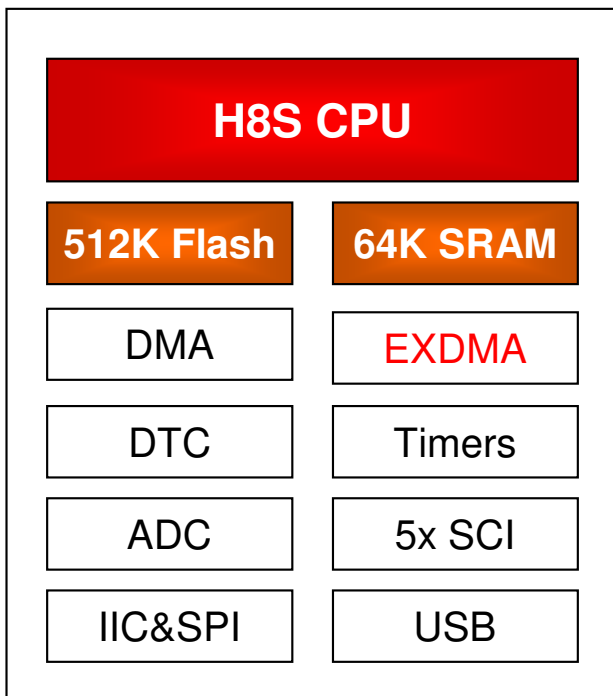 H8S CPU
512K Flash
64K SRAM
DMA
EXDMA
DTC
Timers
ADC
5x SCI
IIC&SPI
USB